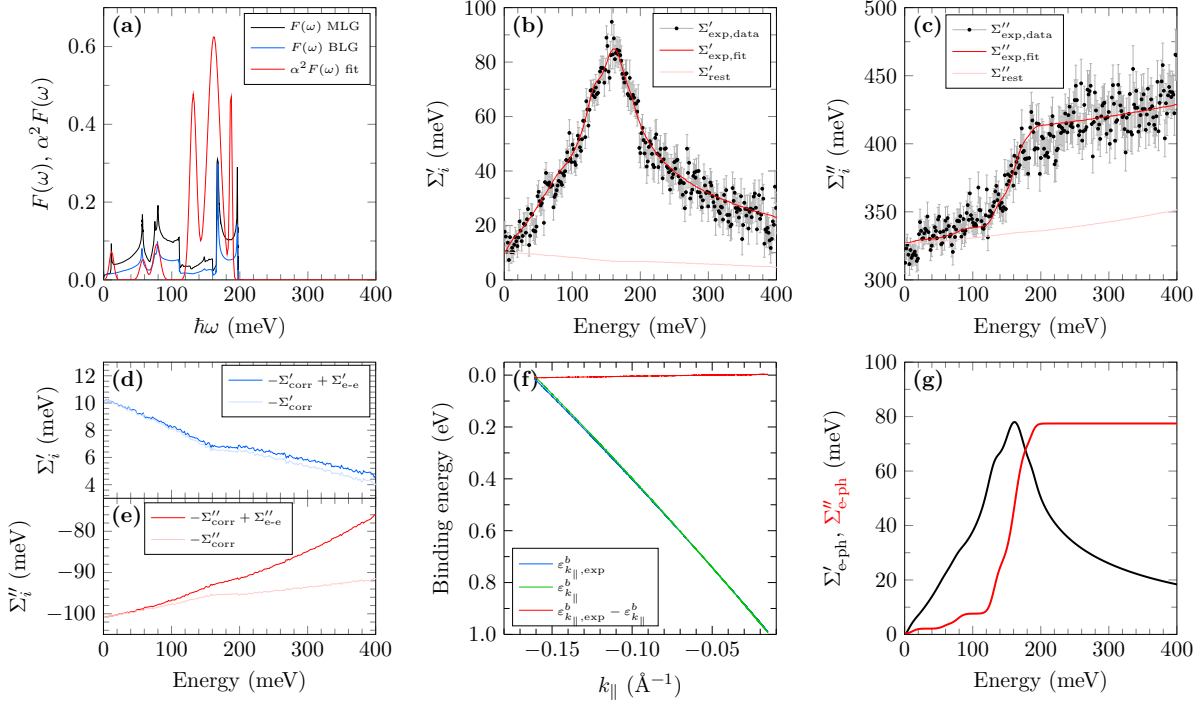 (a)
F(ω) MLG
F(ω) BLG
α²F(ω) fit
F(ω), α² F(ω)
0.0
0.2
0.4
0.6
0 100 200 300 400
ħω (meV)
(b)
Σ′exp,data
Σ′exp,fit
Σ′rest
Σ′i (meV)
0
20
40
60
80
100
0 100 200 300 400
Energy (meV)
(c)
Σ′′exp,data
Σ′′exp,fit
Σ′′rest
Σ′′i (meV)
300
350
400
450
500
0 100 200 300 400
Energy (meV)
(d)
−Σ′corr + Σ′e-e
−Σ′corr
Σ′i (meV)
12
10
8
6
4
(e)
−Σ′′corr + Σ′′e-e
−Σ′′corr
Σ′′i (meV)
−80
−90
−100
0 100 200 300 400
Energy (meV)
(f)
Binding energy (eV)
0.0
0.2
0.4
0.6
0.8
1.0
εᵇk∥,exp
εᵇk∥
εᵇk∥,exp − εᵇk∥
−0.15 −0.10 −0.05
k∥ (Å⁻¹)
(g)
Σ′e-ph, Σ′′e-ph (meV)
0
20
40
60
80
100
0 100 200 300 400
Energy (meV)